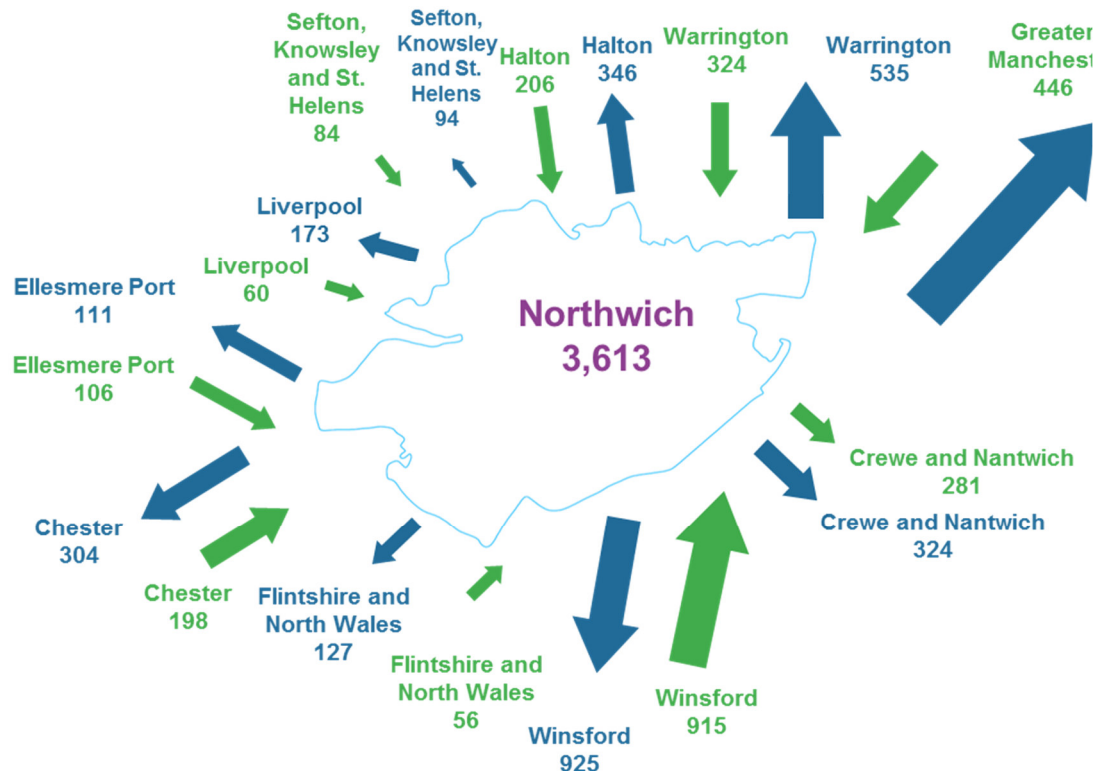 Sefton,
Knowsley
and St.
Helens
84
Sefton,
Knowsley
and St.
Helens
94
Halton
206
Halton
346
Warrington
324
Warrington
535
Greater
Manchest
446
Liverpool
173
Liverpool
60
Ellesmere Port
111
Ellesmere Port
106
Northwich
3,613
Crewe and Nantwich
281
Crewe and Nantwich
324
Chester
304
Chester
198
Flintshire and
North Wales
127
Flintshire and
North Wales
56
Winsford
925
Winsford
915